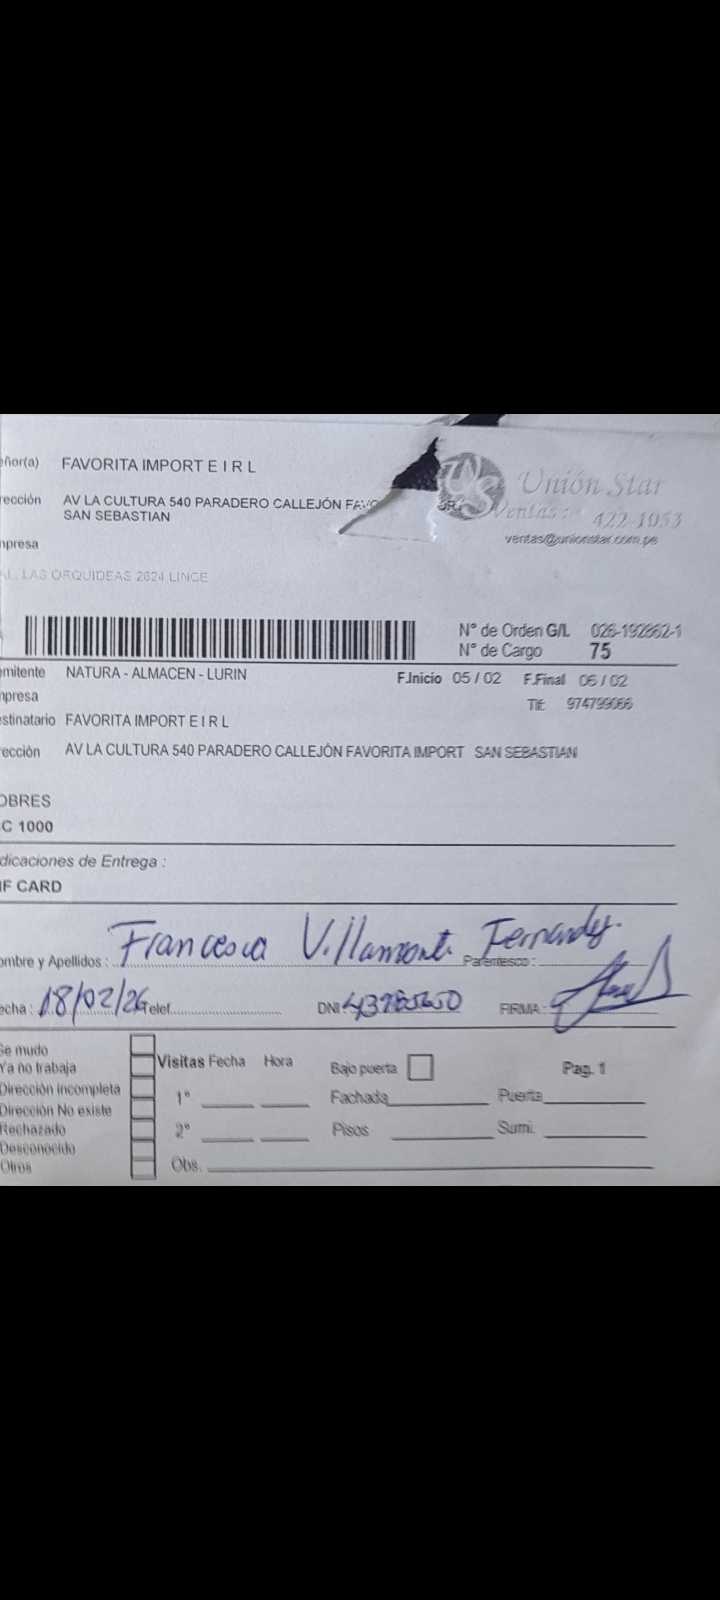 eñor(a) FAVORITA IMPORT E I R L
rección AV LA CULTURA 540 PARADERO CALLEJÓN FAVO
SAN SEBASTIAN
Unión Star
Ventas : 422-1053
ventas@unionstar.com.pe
npresa
LAS ORQUIDEAS 2624 LINCE
N° de Orden G/L 026-192862-1
N° de Cargo 75
emitente NATURA - ALMACEN - LURIN
F.Inicio 05 / 02 F.Final 06 / 02
npresa
Tlf: 974799066
estinatario FAVORITA IMPORT E I R L
rección AV LA CULTURA 540 PARADERO CALLEJÓN FAVORITA IMPORT SAN SEBASTIAN
OBRES
C 1000
dicaciones de Entrega :
IF CARD
ombre y Apellidos : Francesca Villamonte Fernandez. Parentesco :
echa : 18/02/26 Telef. DNI: FIRMA :
Se mudo
Ya no trabaja
Dirección Incompleta
Dirección No existe
Rechazado
Desconocido
Otros
Visitas Fecha Hora Bajo puerta Pag. 1
1° Fachada Puerta
2° Pisos Sumi.
Obs.